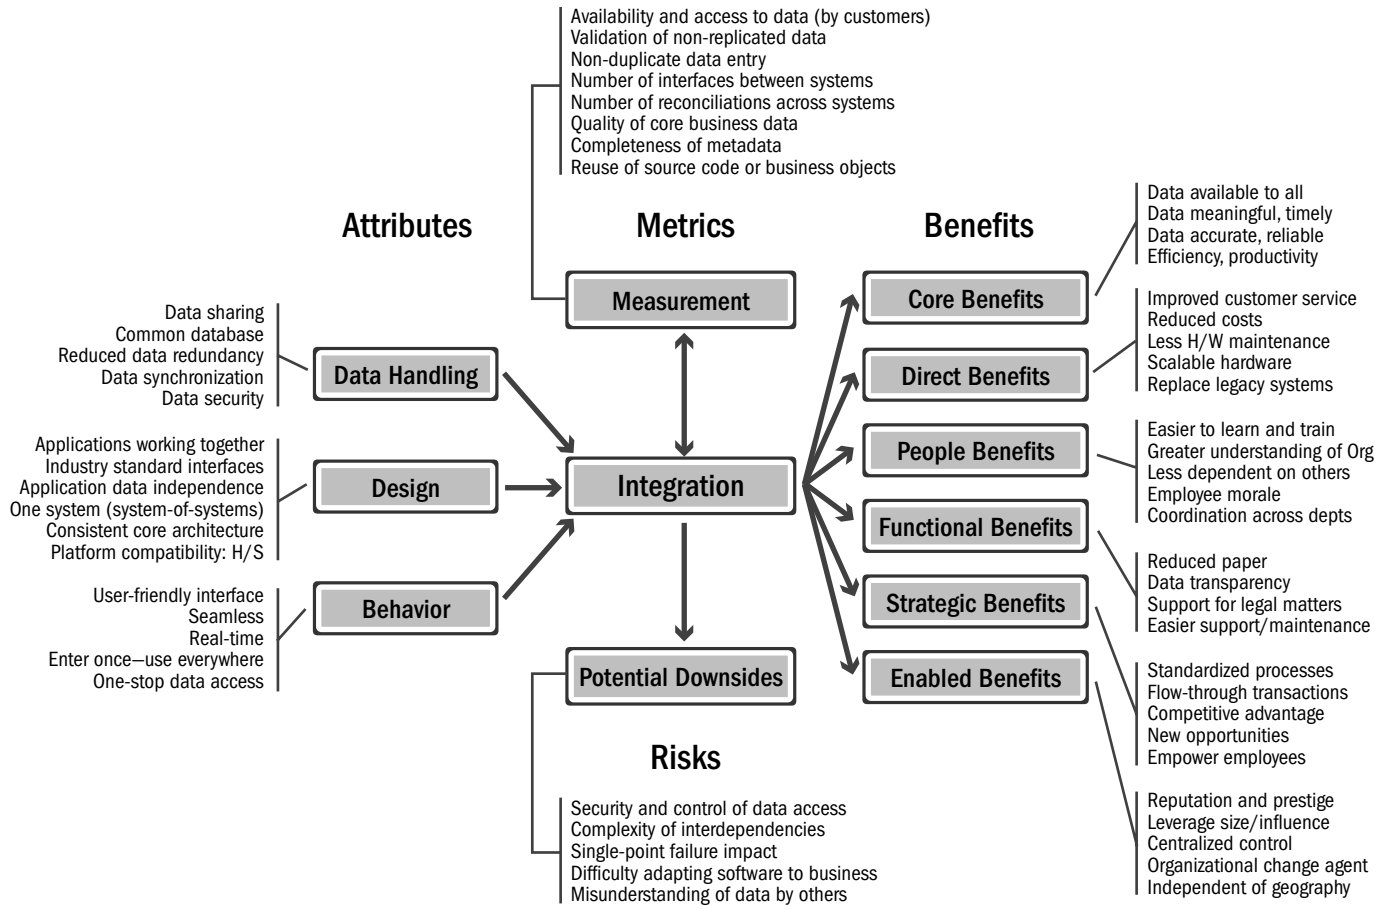 Availability and access to data (by customers)
Validation of non-replicated data
Non-duplicate data entry
Number of interfaces between systems
Number of reconciliations across systems
Quality of core business data
Completeness of metadata
Reuse of source code or business objects
Attributes
Metrics
Benefits
Measurement
Data sharing
Common database
Reduced data redundancy
Data synchronization
Data security
Data Handling
Applications working together
Industry standard interfaces
Application data independence
One system (system-of-systems)
Consistent core architecture
Platform compatibility: H/S
Design
User-friendly interface
Seamless
Real-time
Enter once—use everywhere
One-stop data access
Behavior
Integration
Potential Downsides
Risks
Security and control of data access
Complexity of interdependencies
Single-point failure impact
Difficulty adapting software to business
Misunderstanding of data by others
Core Benefits
Data available to all
Data meaningful, timely
Data accurate, reliable
Efficiency, productivity
Direct Benefits
Improved customer service
Reduced costs
Less H/W maintenance
Scalable hardware
Replace legacy systems
People Benefits
Easier to learn and train
Greater understanding of Org
Less dependent on others
Employee morale
Coordination across depts
Functional Benefits
Reduced paper
Data transparency
Support for legal matters
Easier support/maintenance
Strategic Benefits
Standardized processes
Flow-through transactions
Competitive advantage
New opportunities
Empower employees
Enabled Benefits
Reputation and prestige
Leverage size/influence
Centralized control
Organizational change agent
Independent of geography